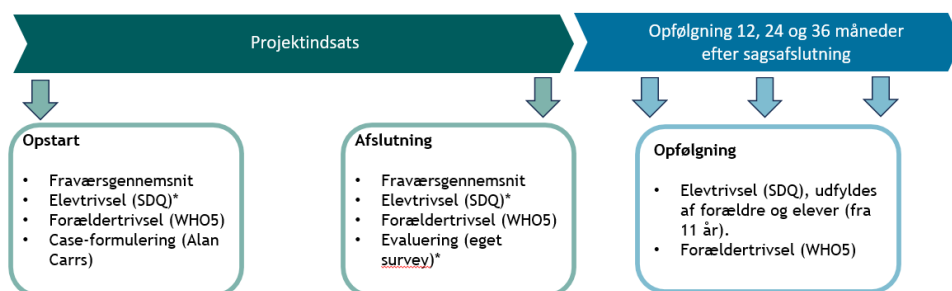 Projektindsats
Opfølgning 12, 24 og 36 måneder
efter sagsafslutning
Opstart
• Fraværsgennemsnit
• Elevtrivsel (SDQ)*
• Forældertrivsel (WHO5)
• Case-formulering (Alan
Carrs)
Afslutning
• Fraværsgennemsnit
• Elevtrivsel (SDQ)*
• Forældertrivsel (WHO5)
• Evaluering (eget
survey)*
Opfølgning
• Elevtrivsel (SDQ), udfyldes
af forældre og elever (fra
11 år).
• Forældertrivsel (WHO5)